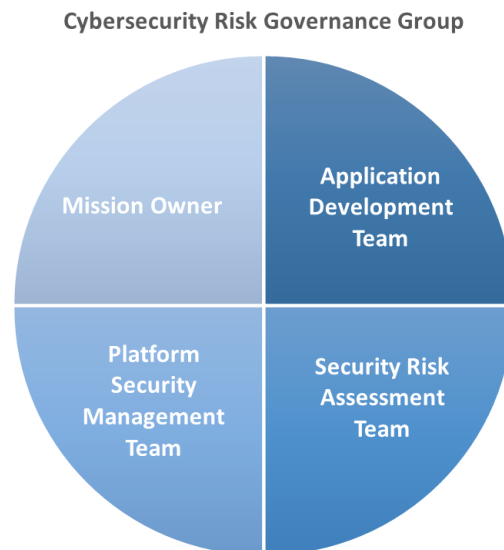 Cybersecurity Risk Governance Group
Mission Owner
Application
Development
Team
Platform
Security
Management
Team
Security Risk
Assessment
Team